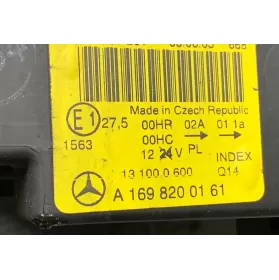 Made in Czech Republic
E1 27,5 00HR 02A 01 1a
1563 00HC → →
12 24V PL INDEX
13 100 0 600 Q14
A 169 820 01 61